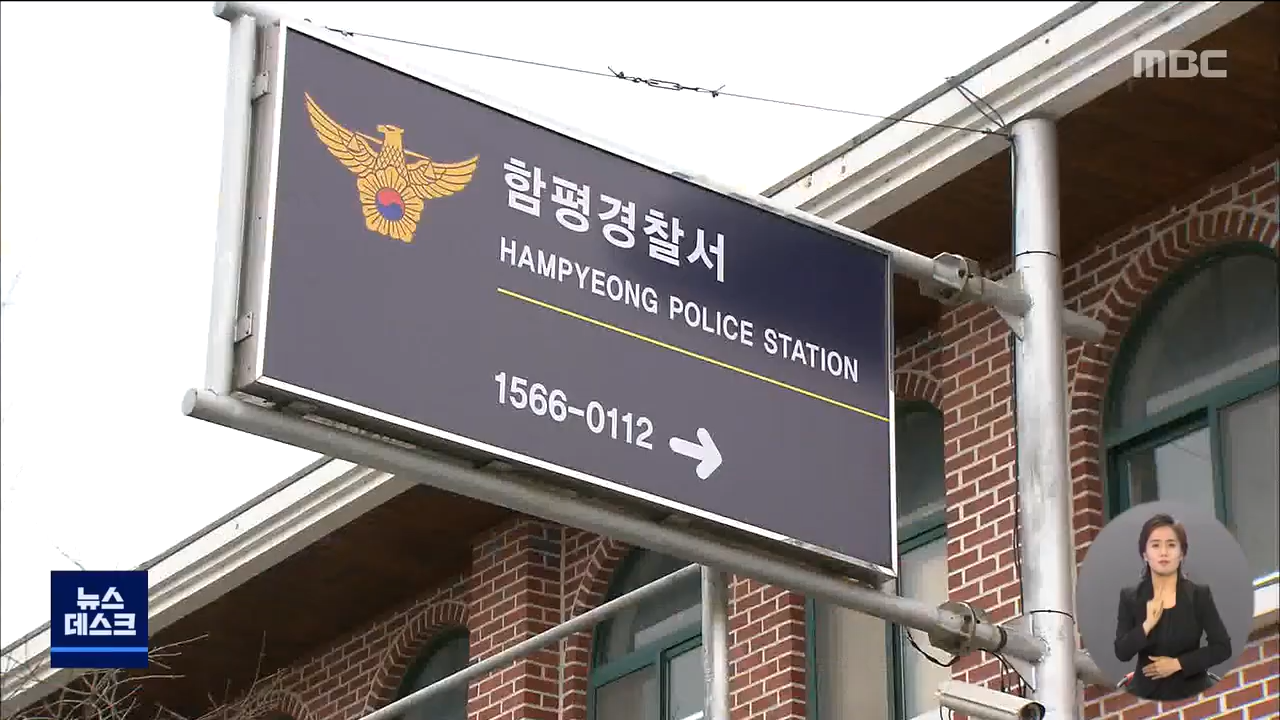 MBC
함평경찰서
HAMPYEONG POLICE STATION
1566-0112 →
뉴스
데스크